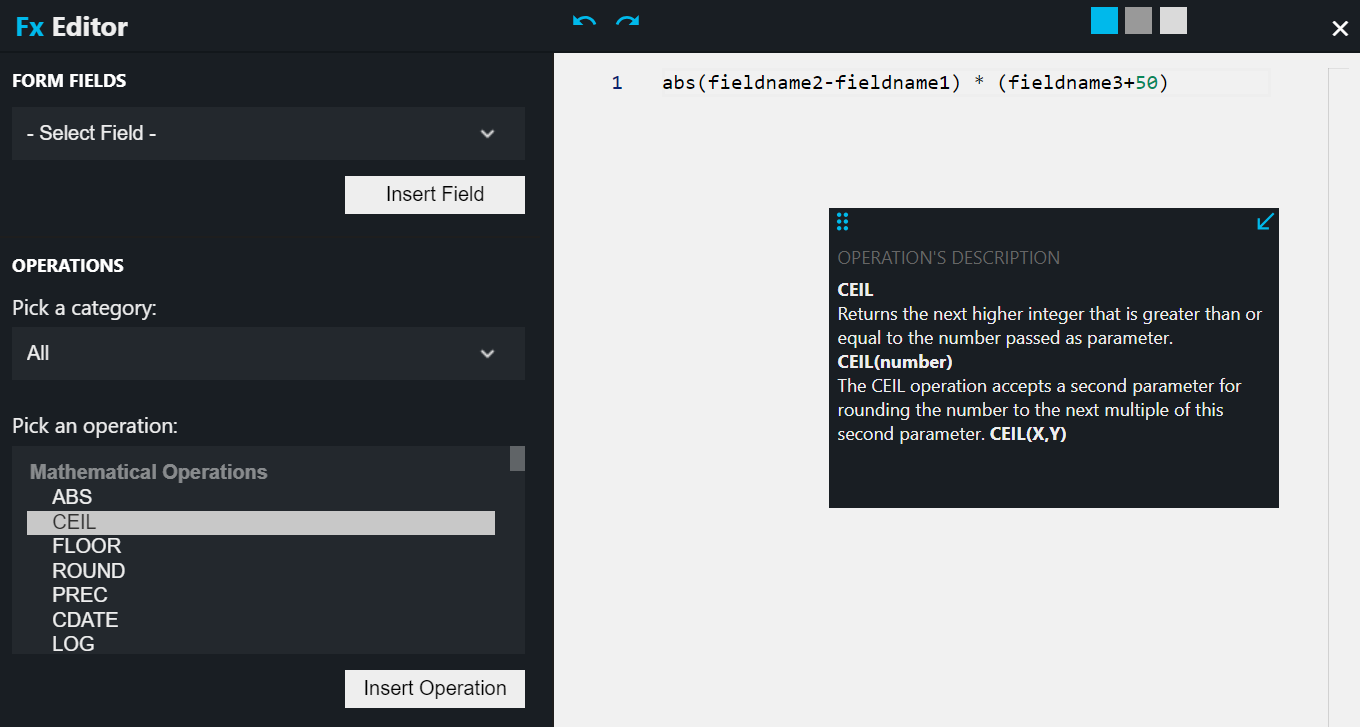 Fx Editor
FORM FIELDS
- Select Field -
Insert Field
OPERATIONS
Pick a category:
All
Pick an operation:
Mathematical Operations
ABS
CEIL
FLOOR
ROUND
PREC
CDATE
LOG
Insert Operation
1 abs(fieldname2-fieldname1) * (fieldname3+50)
OPERATION'S DESCRIPTION
CEIL
Returns the next higher integer that is greater than or
equal to the number passed as parameter.
CEIL(number)
The CEIL operation accepts a second parameter for
rounding the number to the next multiple of this
second parameter. CEIL(X,Y)